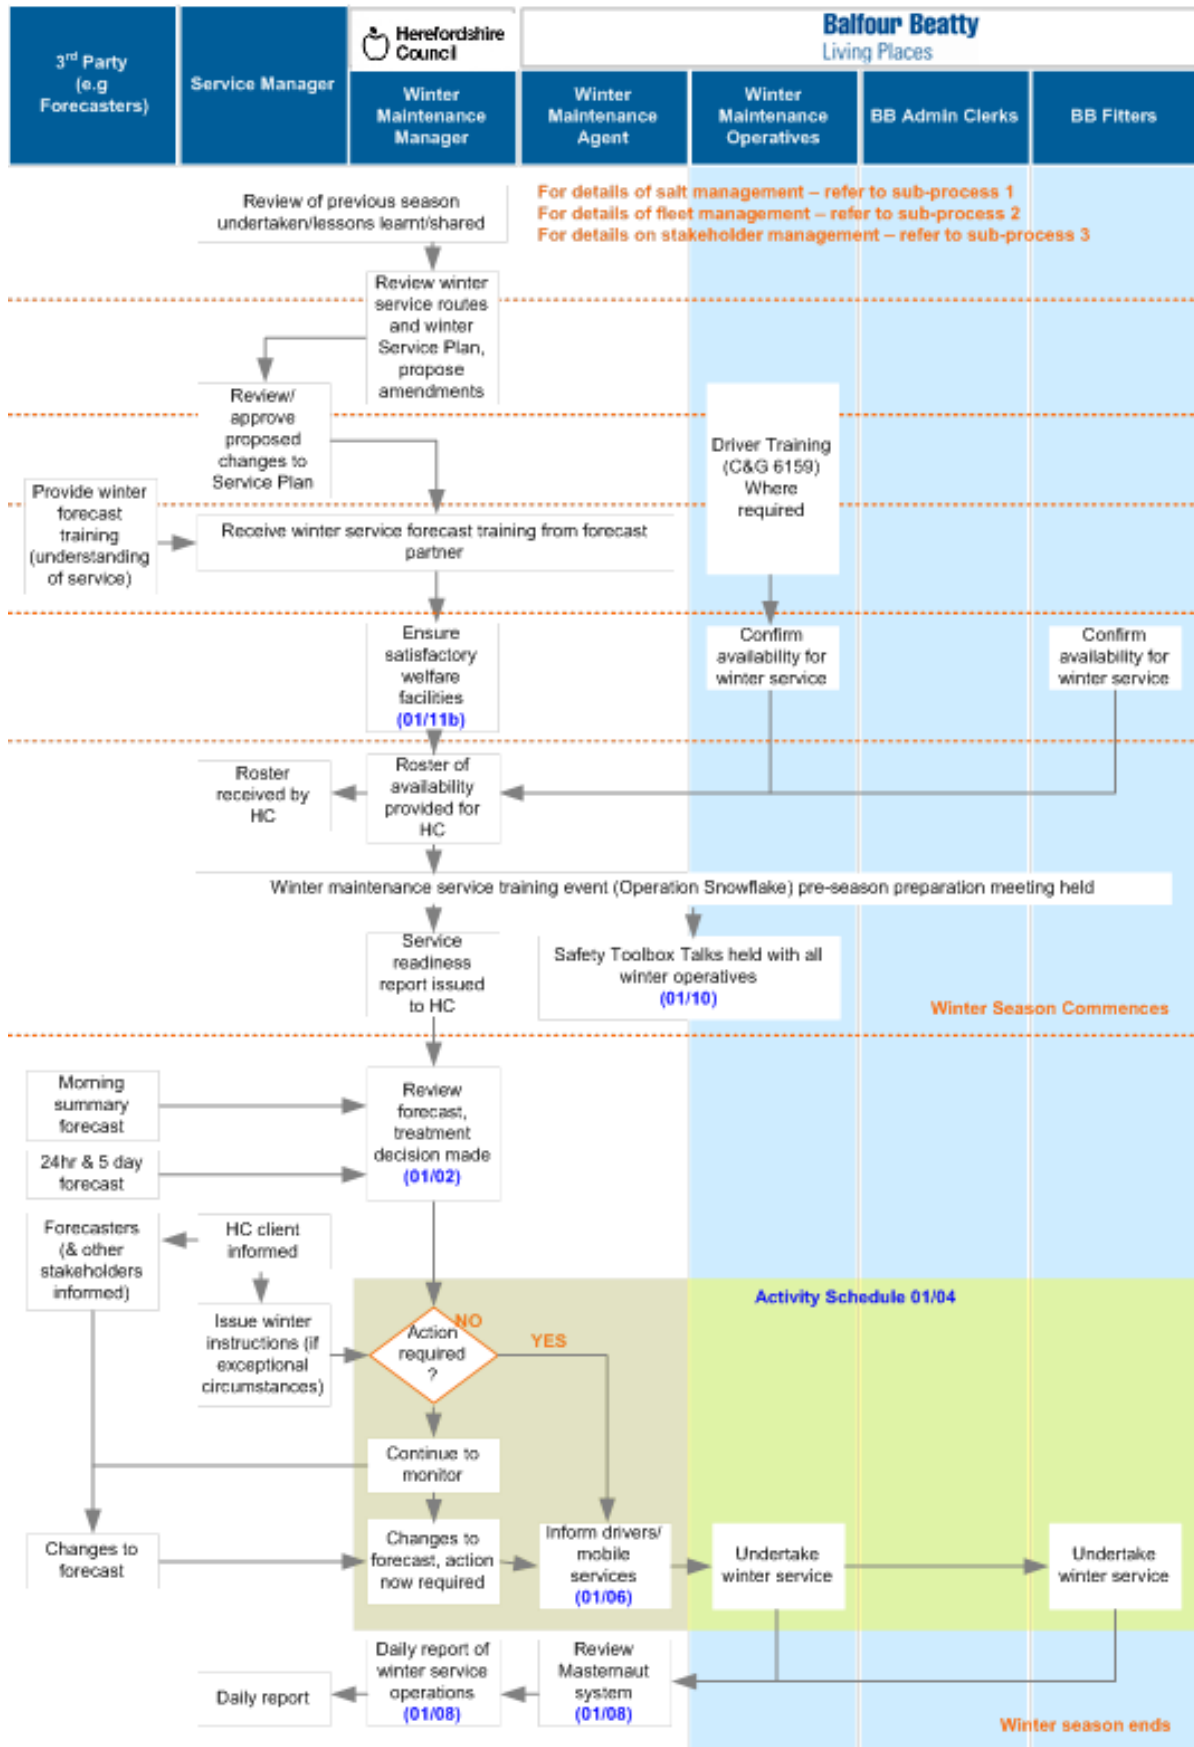 Herefordshire
Council
Balfour Beatty
Living Places
3rd Party
(e.g
Forecasters)
Service Manager
Winter
Maintenance
Manager
Winter
Maintenance
Agent
Winter
Maintenance
Operatives
BB Admin Clerks
BB Fitters
Review of previous season
undertaken/lessons learnt/shared
For details of salt management – refer to sub-process 1
For details of fleet management – refer to sub-process 2
For details on stakeholder management – refer to sub-process 3
Review winter
service routes
and winter
Service Plan,
propose
amendments
Review/
approve
proposed
changes to
Service Plan
Driver Training
(C&G 6159)
Where
required
Provide winter
forecast
training
(understanding
of service)
Receive winter service forecast training from forecast
partner
Ensure
satisfactory
welfare
facilities
(01/11b)
Confirm
availability for
winter service
Confirm
availability for
winter service
Roster
received by
HC
Roster of
availability
provided for
HC
Winter maintenance service training event (Operation Snowflake) pre-season preparation meeting held
Service
readiness
report issued
to HC
Safety Toolbox Talks held with all
winter operatives
(01/10)
Winter Season Commences
Morning
summary
forecast
24hr & 5 day
forecast
Review
forecast,
treatment
decision made
(01/02)
Forecasters
(& other
stakeholders
informed)
HC client
informed
Activity Schedule 01/04
Issue winter
instructions (if
exceptional
circumstances)
Action
required
?
NO
YES
Continue to
monitor
Changes to
forecast
Changes to
forecast, action
now required
Inform drivers/
mobile
services
(01/06)
Undertake
winter service
Undertake
winter service
Daily report
Daily report of
winter service
operations
(01/08)
Review
Masternaut
system
(01/08)
Winter season ends